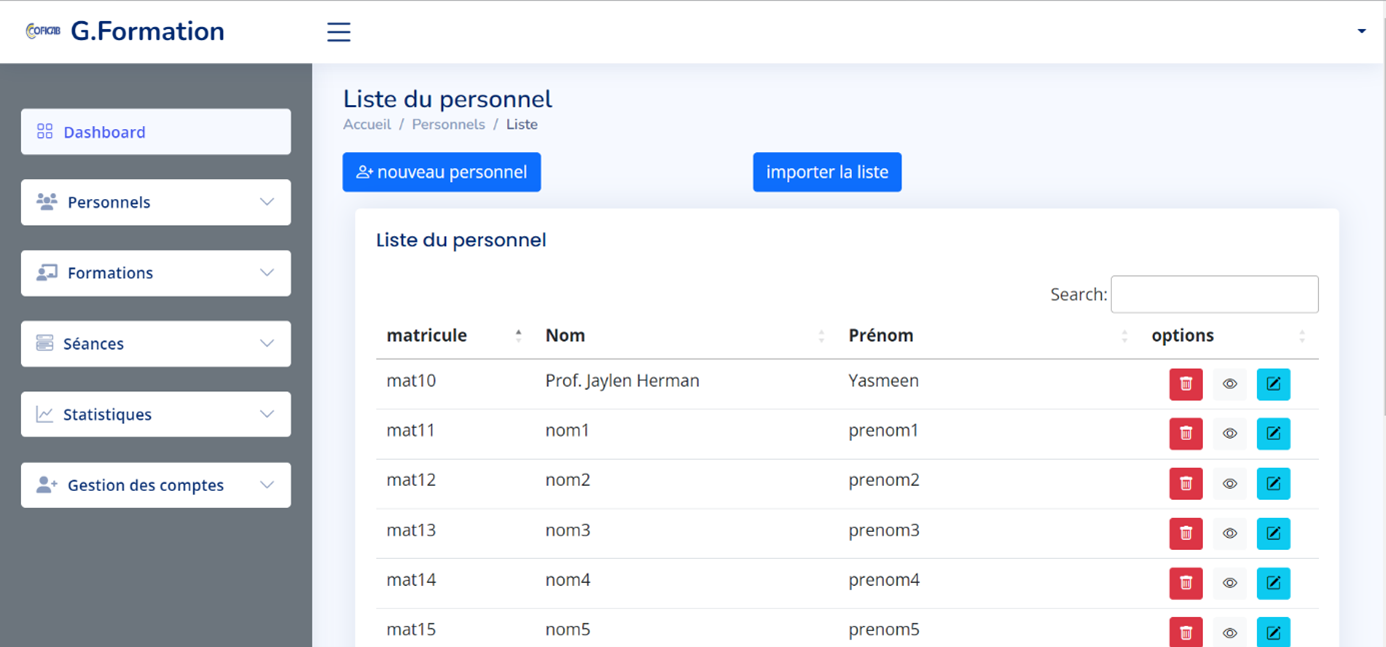 COFICAB G.Formation
Dashboard
Personnels
Formations
Séances
Statistiques
Gestion des comptes
Liste du personnel
Accueil / Personnels / Liste
nouveau personnel
importer la liste
Liste du personnel
Search:
matricule Nom Prénom options
mat10 Prof. Jaylen Herman Yasmeen
mat11 nom1 prenom1
mat12 nom2 prenom2
mat13 nom3 prenom3
mat14 nom4 prenom4
mat15 nom5 prenom5